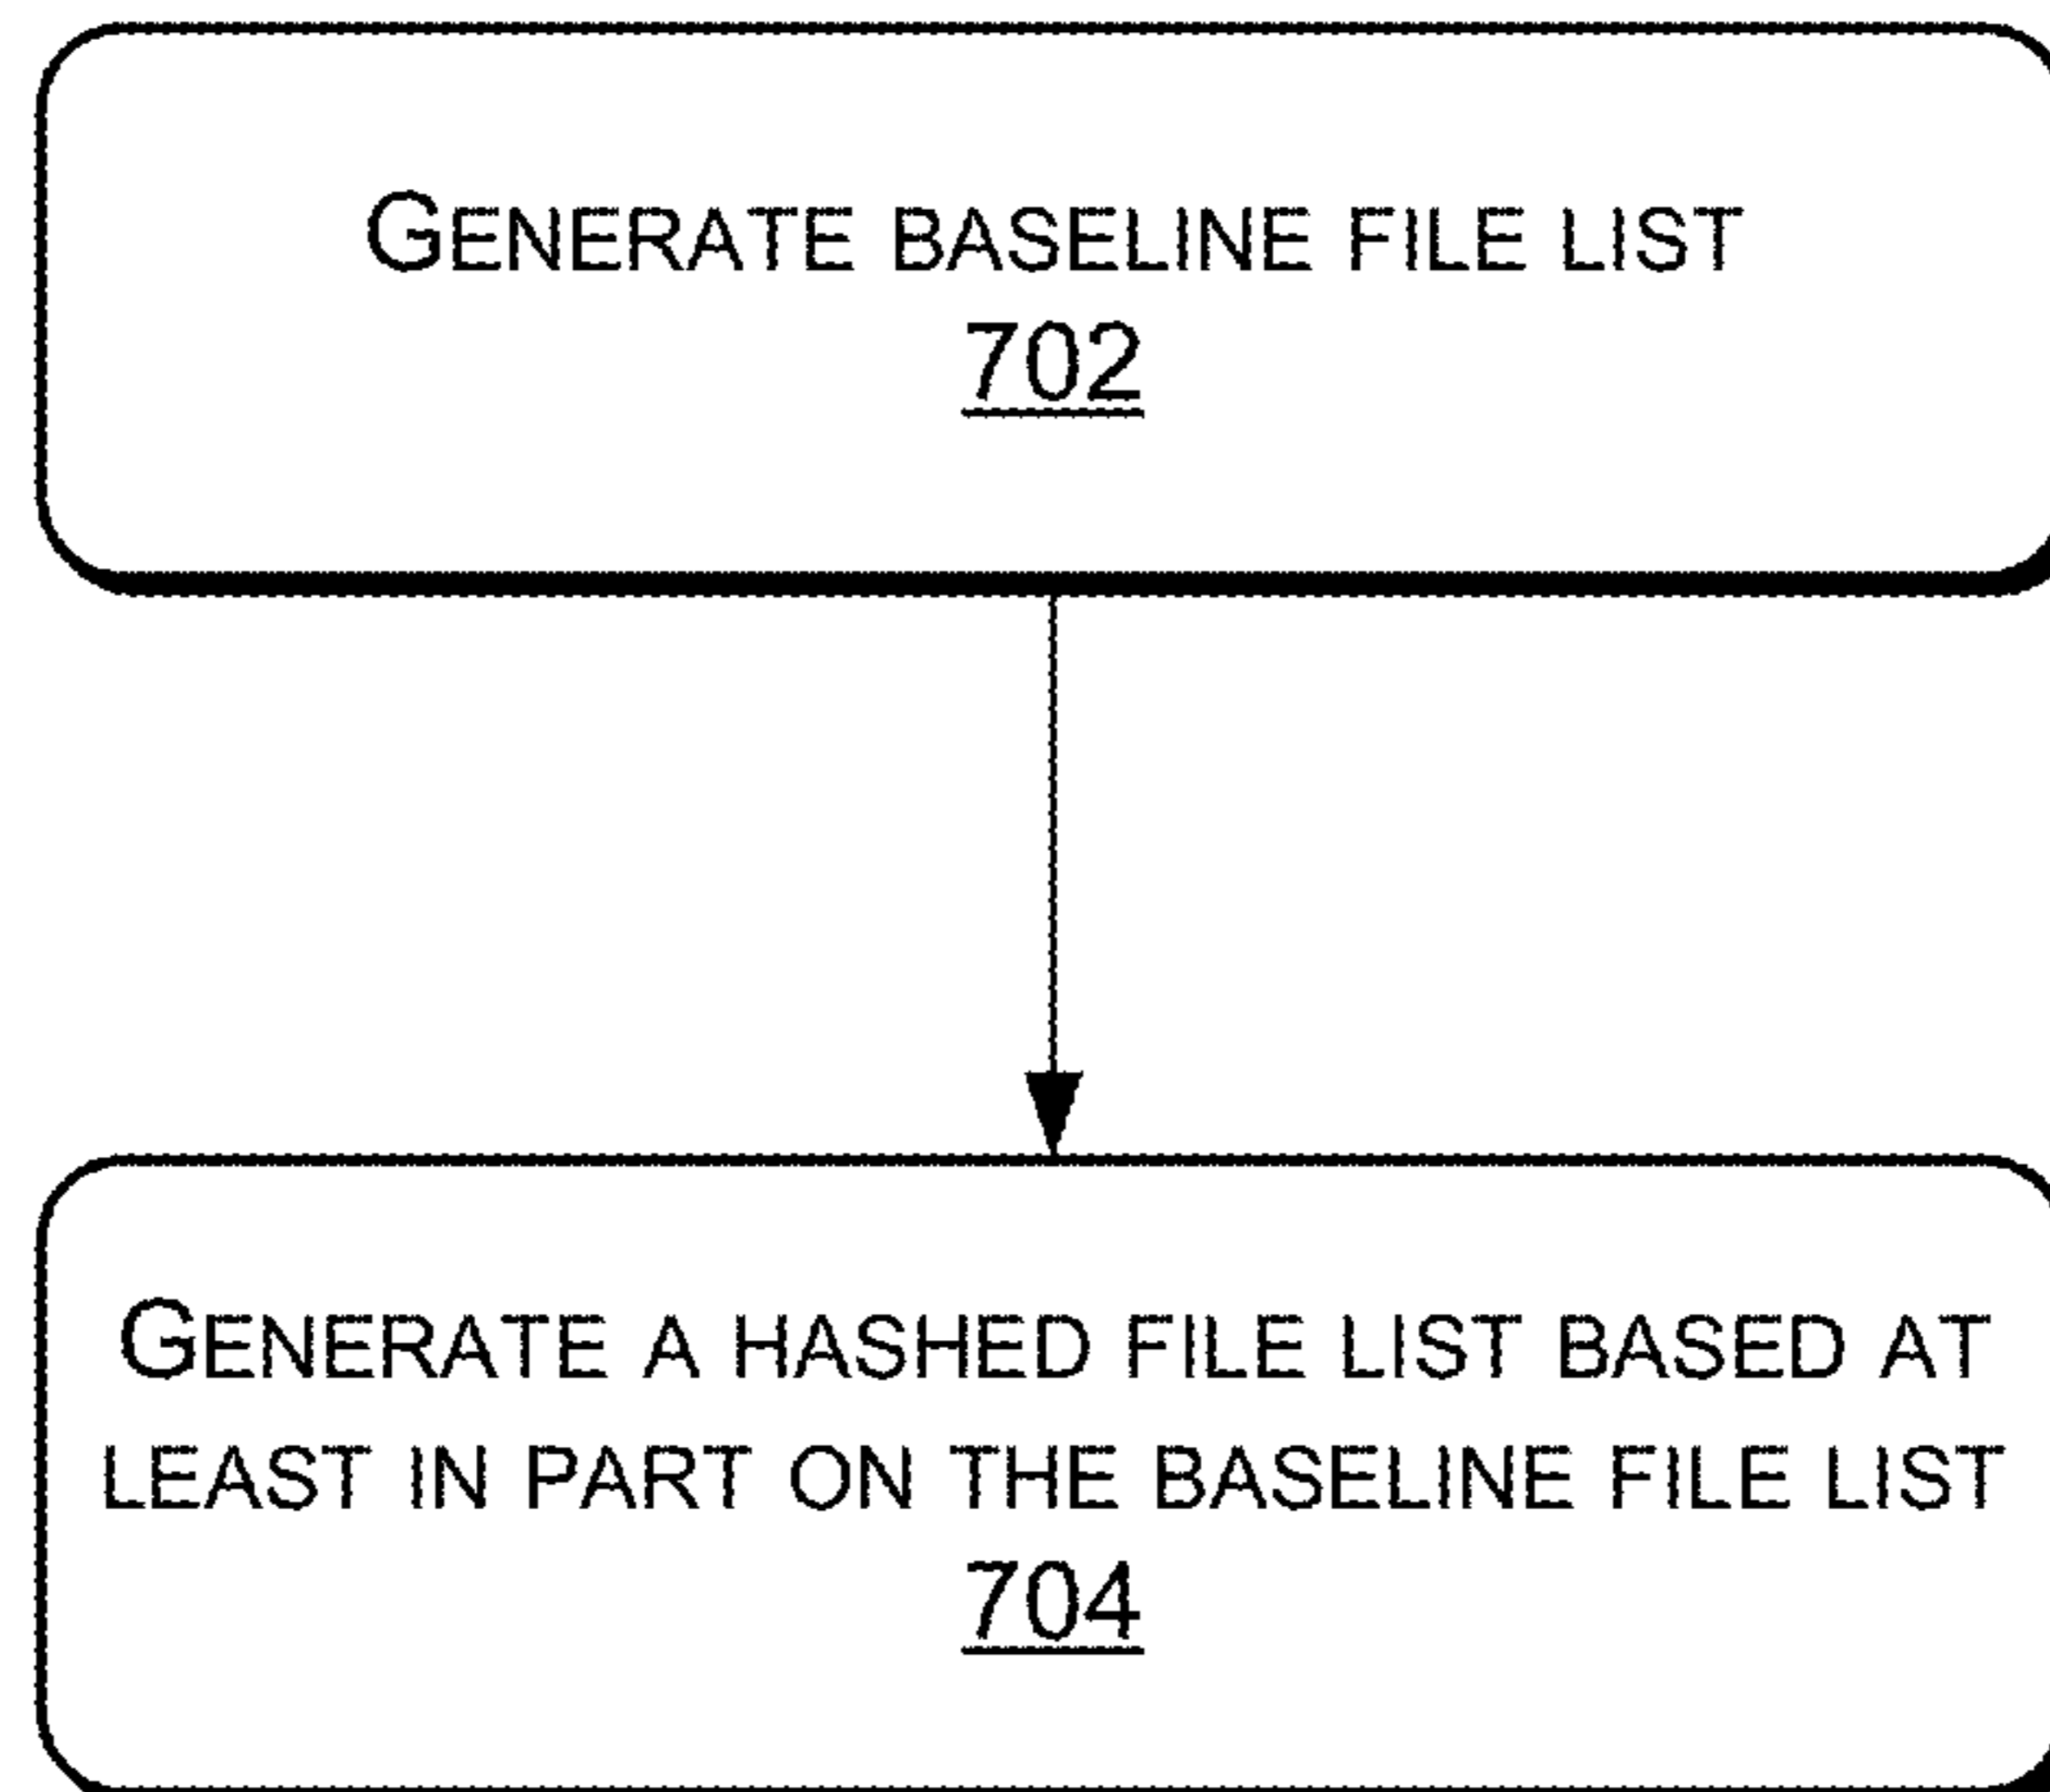 GENERATE BASELINE FILE LIST
702
GENERATE A HASHED FILE LIST BASED AT
LEAST IN PART ON THE BASELINE FILE LIST
704